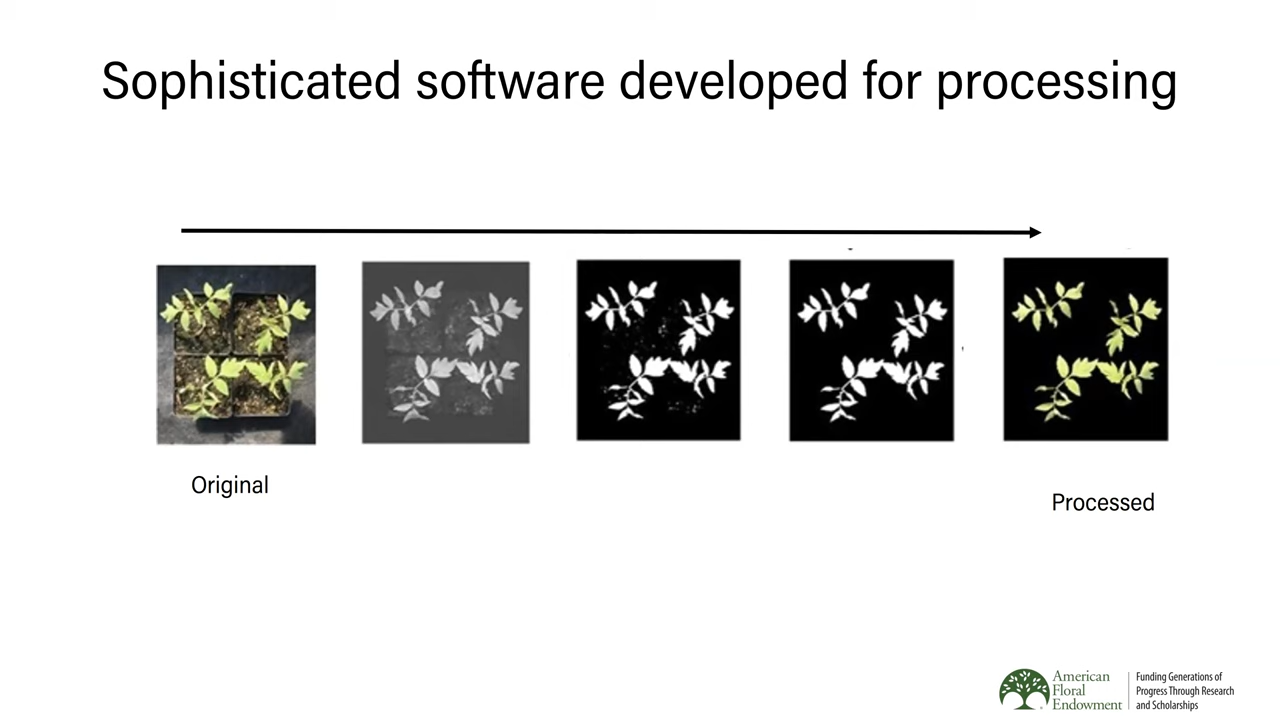 Sophisticated software developed for processing
Original
Processed
American
Floral
Endowment
Funding Generations of
Progress Through Research
and Scholarships